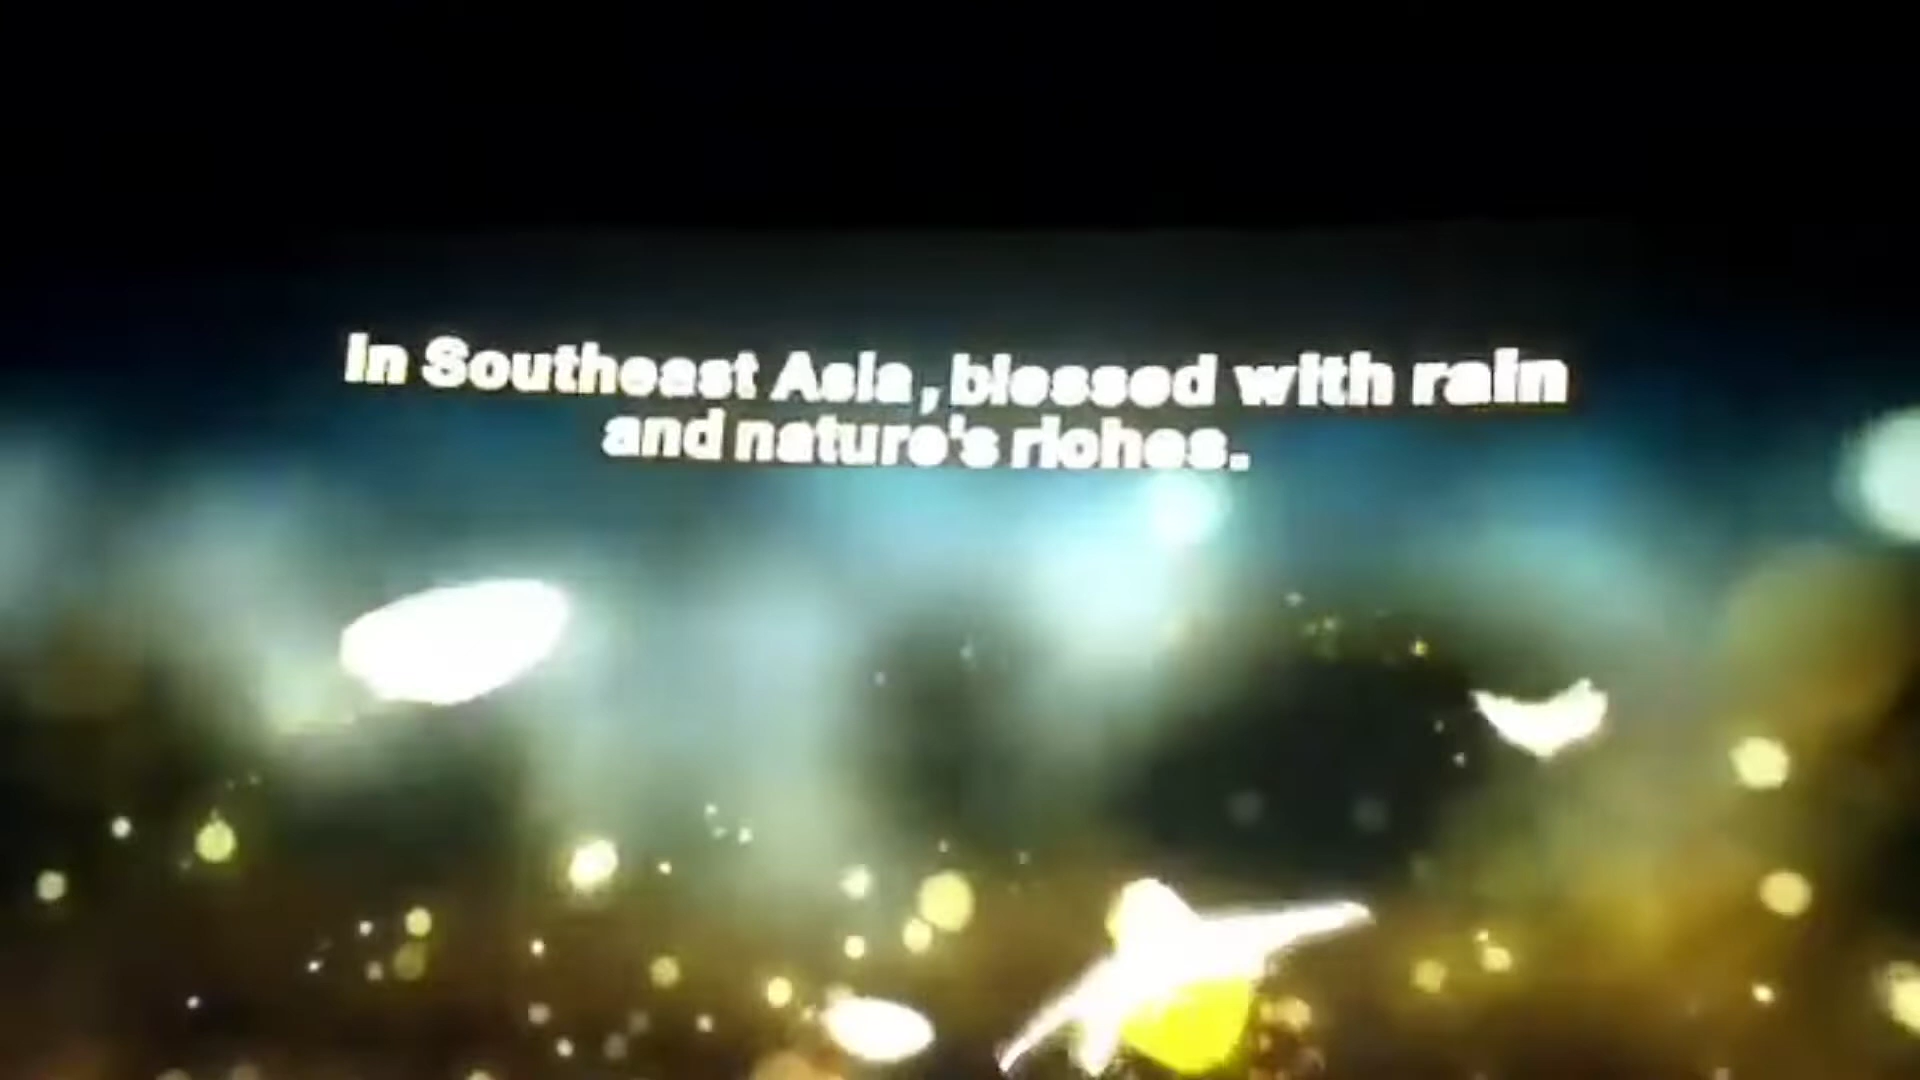 In Southeast Asia, blessed with rain
and nature's riches.